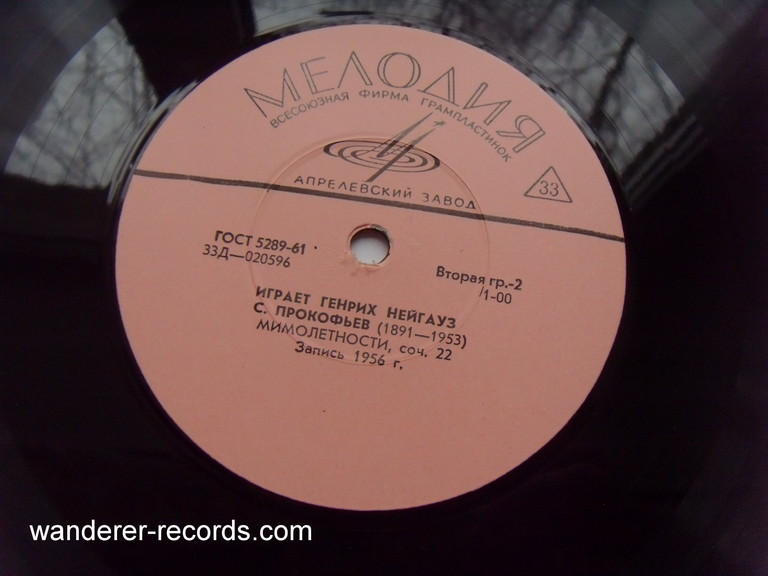 МЕЛОДИЯ
ВСЕСОЮЗНАЯ ФИРМА ГРАМПЛАСТИНОК
33
АПРЕЛЕВСКИЙ ЗАВОД
ГОСТ 5289-61
33Д—020596
Вторая гр.-2
/1-00
ИГРАЕТ ГЕНРИХ НЕЙГАУЗ
С. ПРОКОФЬЕВ (1891—1953)
МИМОЛЕТНОСТИ, соч. 22
Запись 1956 г.
wanderer-records.com